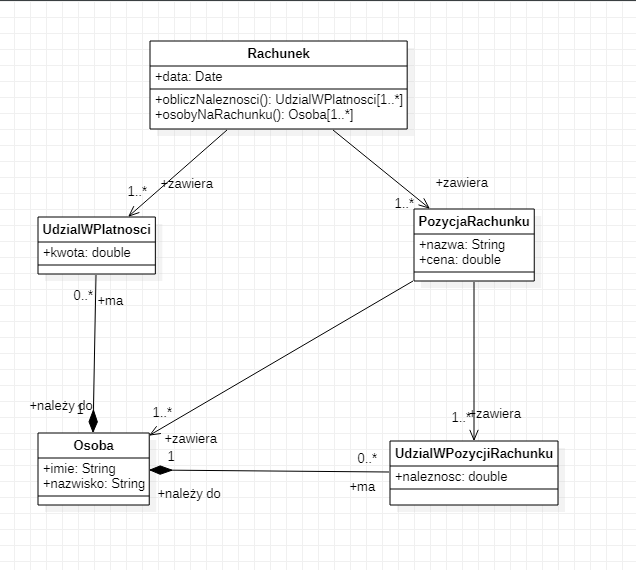 Rachunek
+data: Date
+obliczNaleznosci(): UdzialWPlatnosci[1..*]
+osobyNaRachunku(): Osoba[1..*]
1..*
+zawiera
+zawiera
1..*
UdzialWPlatnosci
+kwota: double
PozycjaRachunku
+nazwa: String
+cena: double
0..*
+ma
+należy do
1
1..*
+zawiera
1..*
+zawiera
Osoba
+imie: String
+nazwisko: String
1
+należy do
0..*
+ma
UdzialWPozycjiRachunku
+naleznosc: double